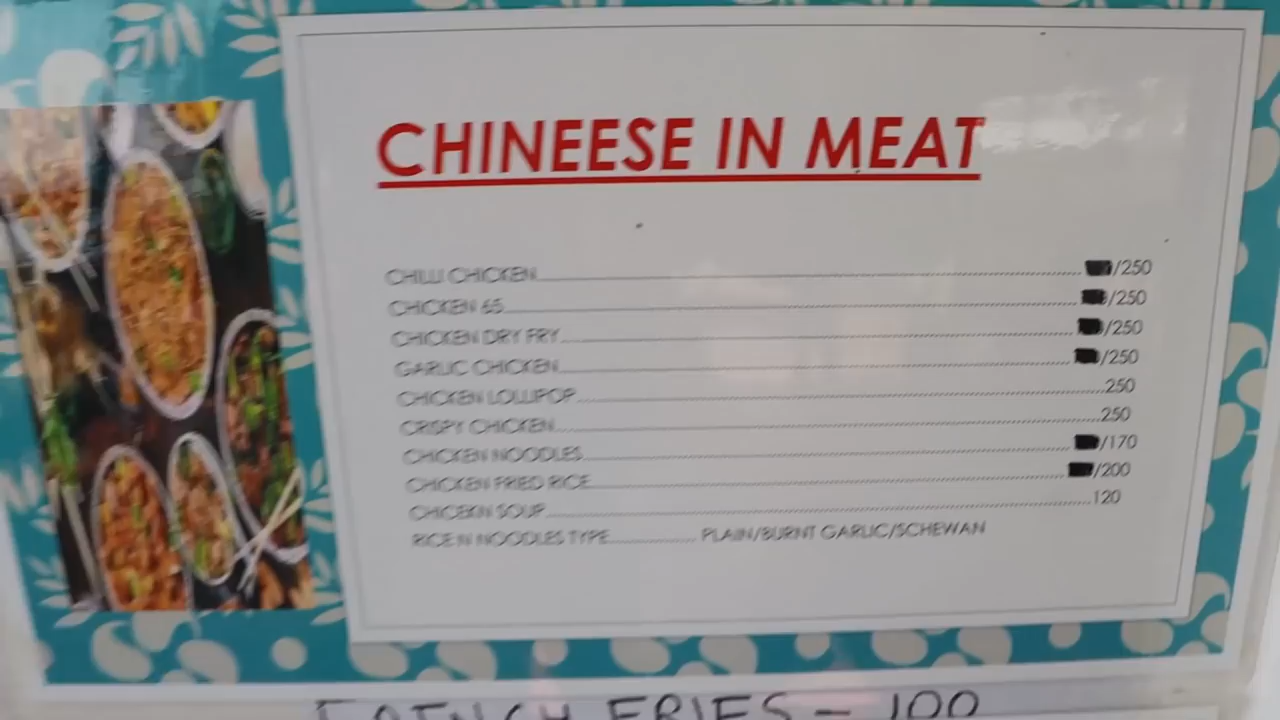 CHINEESE IN MEAT
CHILLI CHICKEN........../250
CHICKEN 65........../250
CHICKEN DRY FRY........../250
GARLIC CHICKEN........../250
CHICKEN LOLLIPOP..........250
CRISPY CHICKEN..........250
CHICKEN NOODLES........../170
CHICKEN FRIED RICE........../200
CHICEKN SOUP..........120
RICE N NOODLES TYPE.......... PLAIN/BURNT GARLIC/SCHEWAN
FRIES - 100